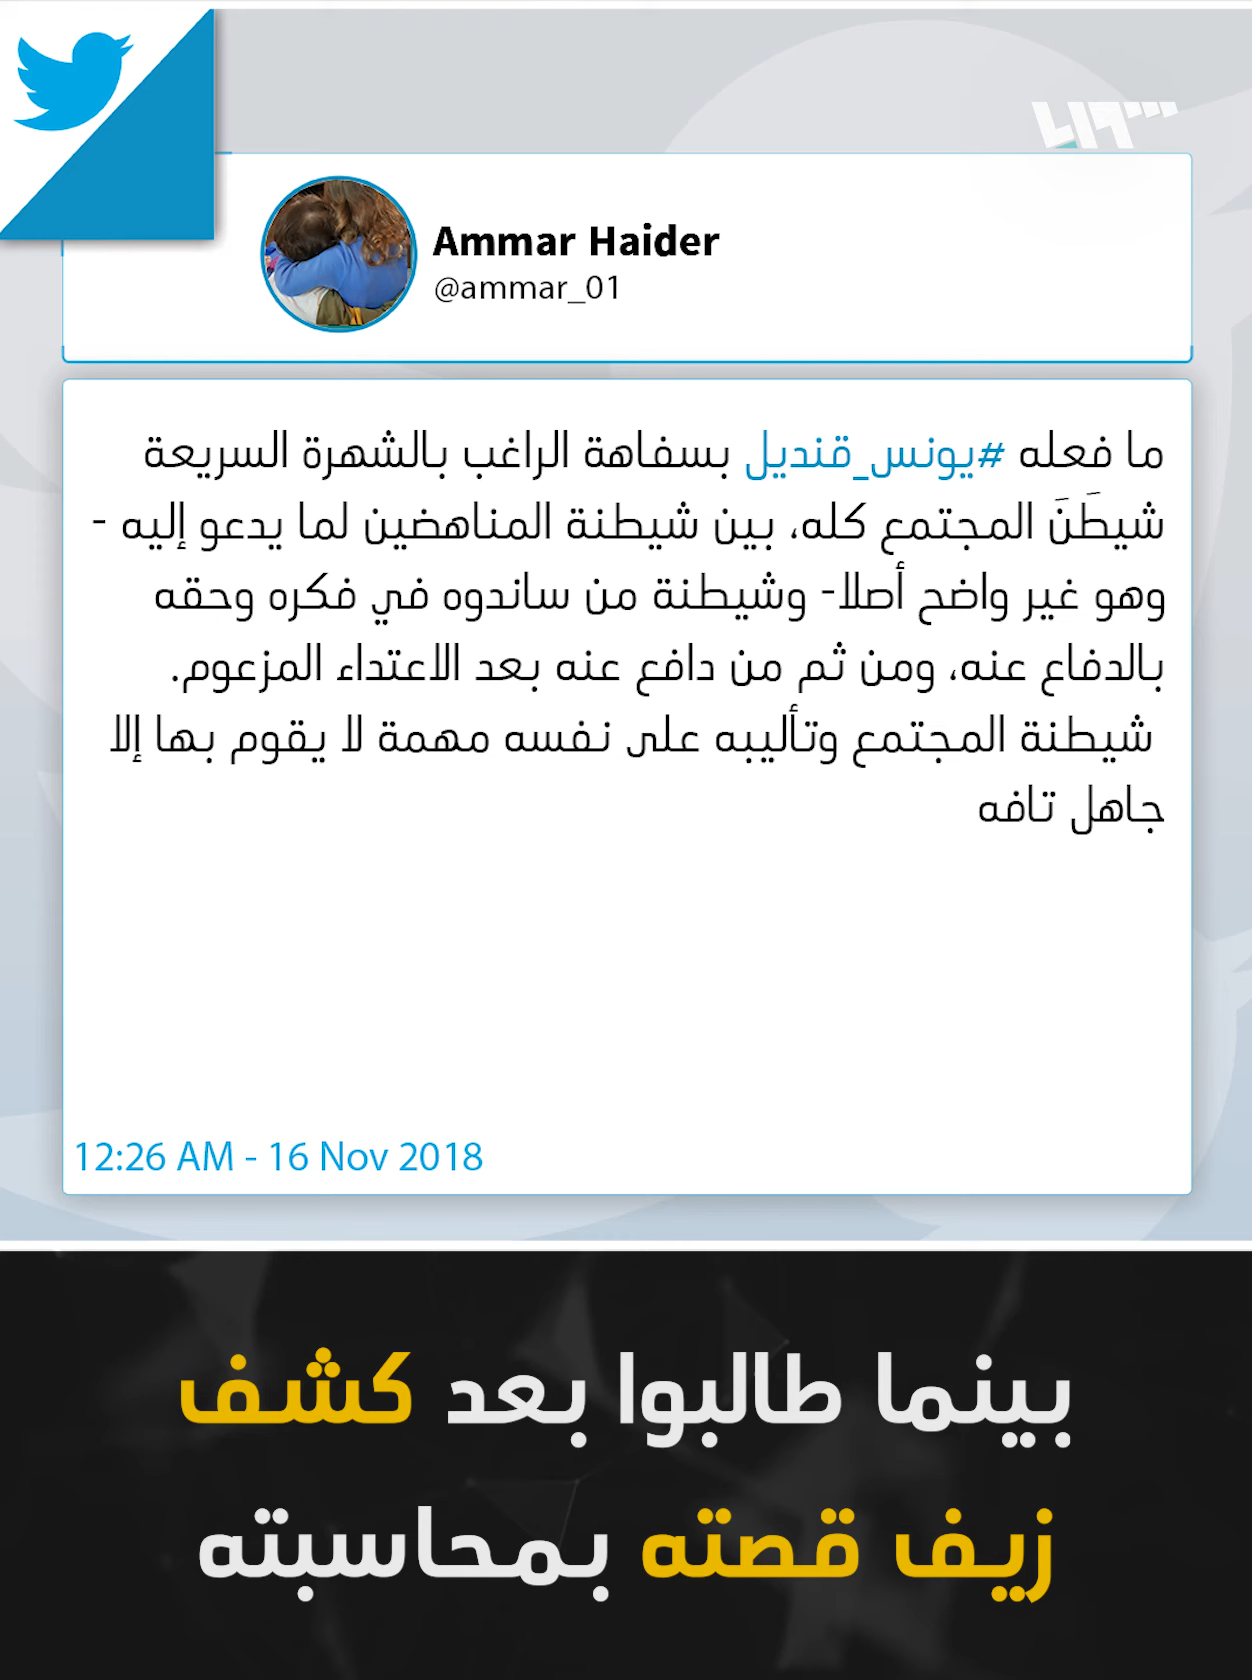 Ammar Haider
@ammar_01
ما فعله #يونس_قنديل بسفاهة الراغب بالشهرة السريعة
شيطَنَ المجتمع كله، بين شيطنة المناهضين لما يدعو إليه -
وهو غير واضح أصلا- وشيطنة من ساندوه في فكره وحقه
بالدفاع عنه، ومن ثم من دافع عنه بعد الاعتداء المزعوم.
شيطنة المجتمع وتأليبه على نفسه مهمة لا يقوم بها إلا
جاهل تافه
12:26 AM - 16 Nov 2018
بينما طالبوا بعد كشف
زيف قصته بمحاسبته